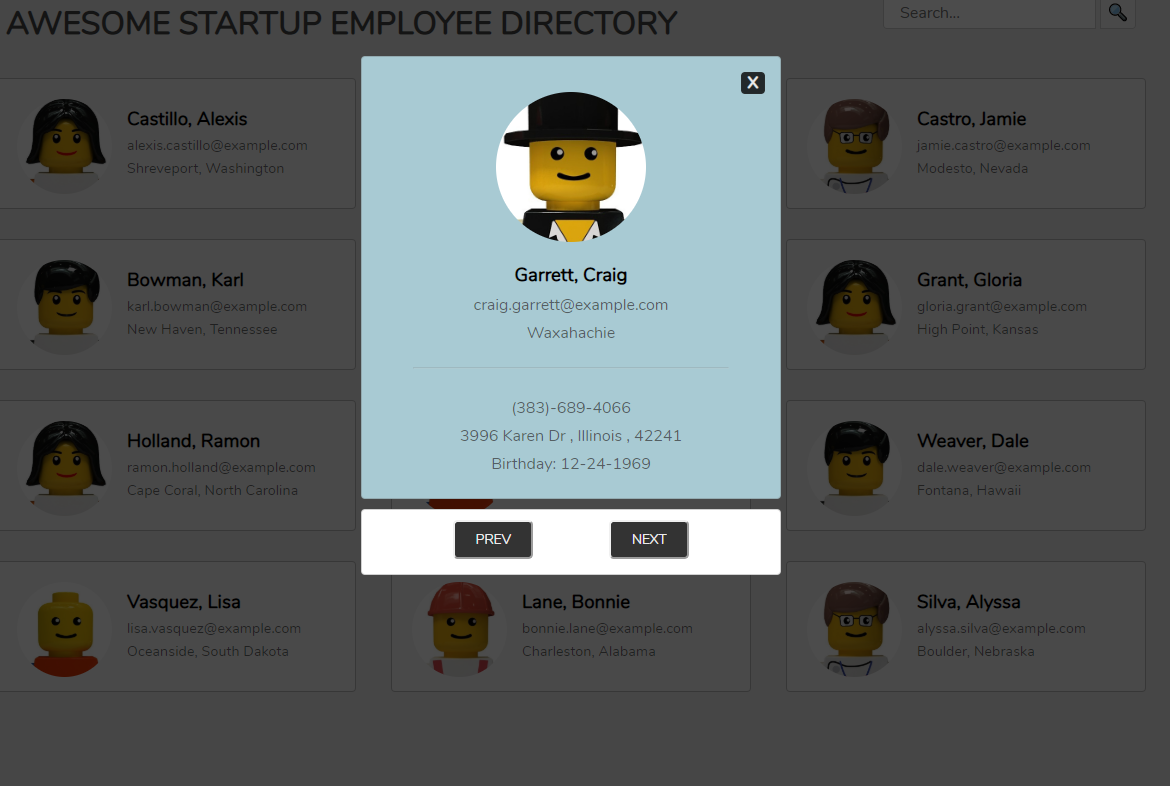 AWESOME STARTUP EMPLOYEE DIRECTORY
Search...
X
Garrett, Craig
craig.garrett@example.com
Waxahachie
(383)-689-4066
3996 Karen Dr , Illinois , 42241
Birthday: 12-24-1969
PREV
NEXT
Castillo, Alexis
alexis.castillo@example.com
Shreveport, Washington
Castro, Jamie
jamie.castro@example.com
Modesto, Nevada
Bowman, Karl
karl.bowman@example.com
New Haven, Tennessee
Grant, Gloria
gloria.grant@example.com
High Point, Kansas
Holland, Ramon
ramon.holland@example.com
Cape Coral, North Carolina
Weaver, Dale
dale.weaver@example.com
Fontana, Hawaii
Vasquez, Lisa
lisa.vasquez@example.com
Oceanside, South Dakota
Lane, Bonnie
bonnie.lane@example.com
Charleston, Alabama
Silva, Alyssa
alyssa.silva@example.com
Boulder, Nebraska